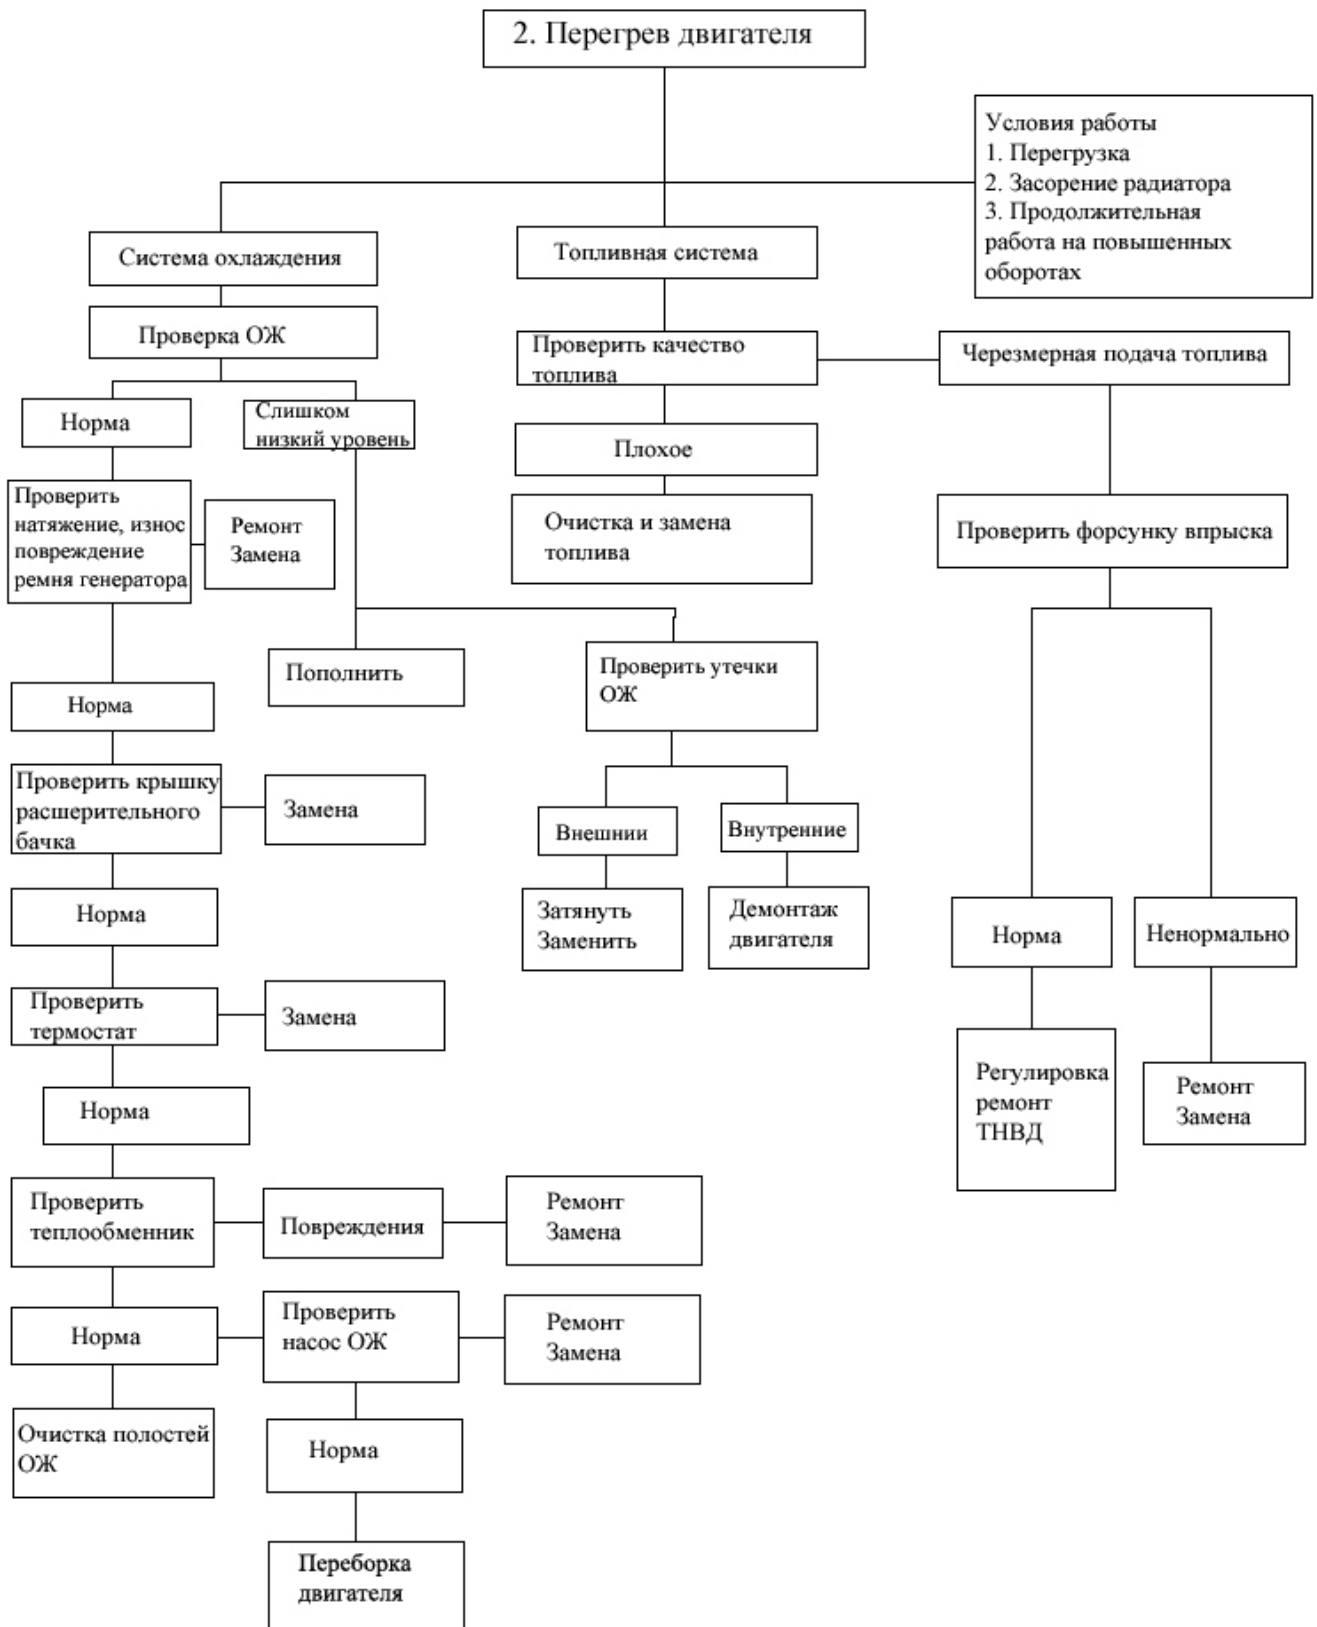 2. Перегрев двигателя
Условия работы
1. Перегрузка
2. Засорение радиатора
3. Продолжительная
работа на повышенных
оборотах
Система охлаждения
Топливная система
Проверка ОЖ
Проверить качество
топлива
Черезмерная подача топлива
Норма
Слишком
низкий уровень
Плохое
Проверить
натяжение, износ
повреждение
ремня генератора
Ремонт
Замена
Очистка и замена
топлива
Проверить форсунку впрыска
Пополнить
Проверить утечки
ОЖ
Норма
Проверить крышку
расшерительного
бачка
Замена
Внешнии
Внутренние
Норма
Затянуть
Заменить
Демонтаж
двигателя
Норма
Ненормально
Проверить
термостат
Замена
Регулировка
ремонт
ТНВД
Ремонт
Замена
Норма
Проверить
теплообменник
Повреждения
Ремонт
Замена
Норма
Проверить
насос ОЖ
Ремонт
Замена
Очистка полостей
ОЖ
Норма
Переборка
двигателя